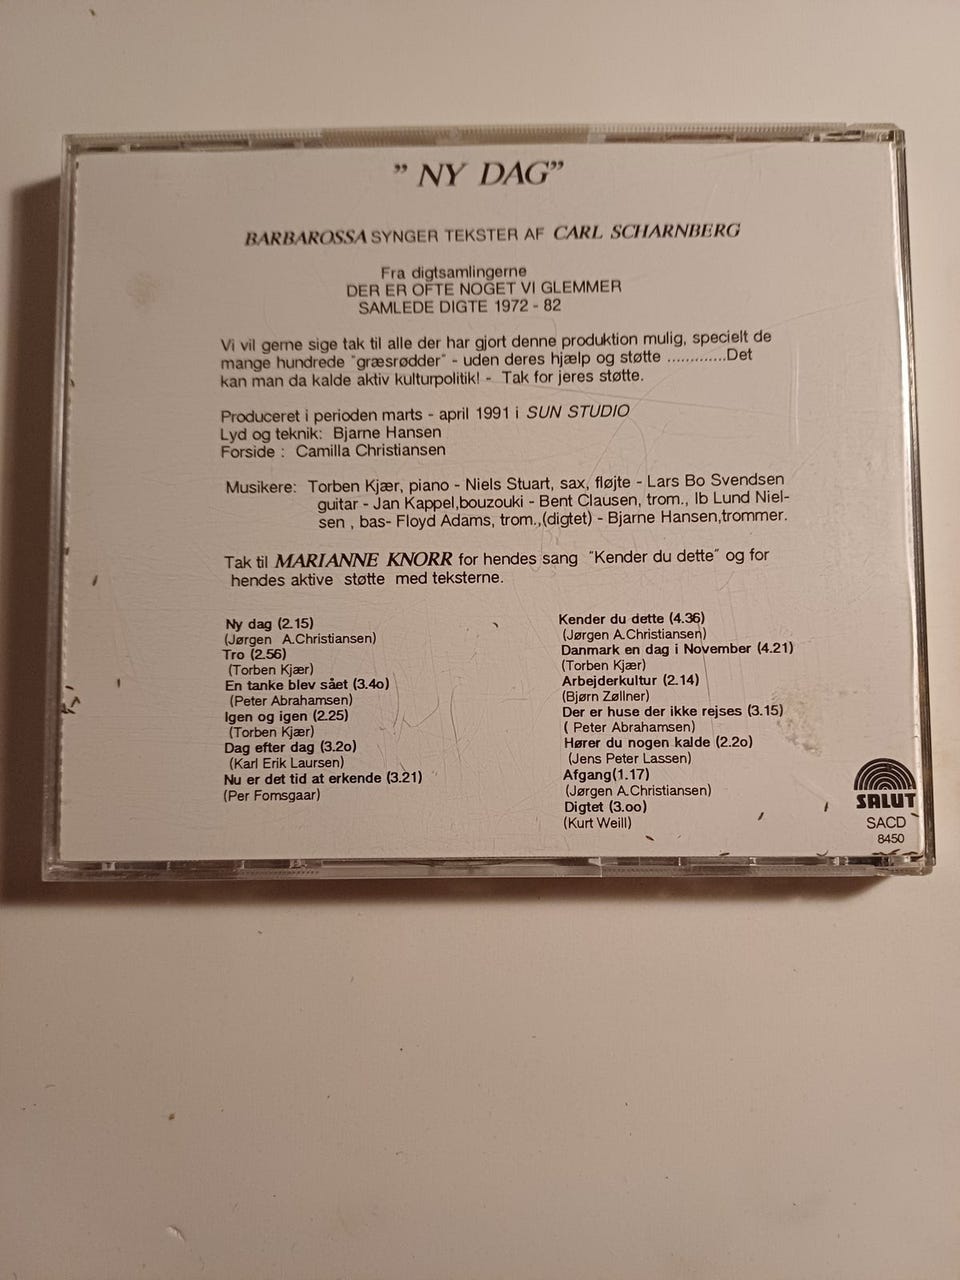 ” NY DAG”
BARBAROSSA SYNGER TEKSTER AF CARL SCHARNBERG
Fra digtsamlingerne
DER ER OFTE NOGET VI GLEMMER
SAMLEDE DIGTE 1972 - 82
Vi vil gerne sige tak til alle der har gjort denne produktion mulig, specielt de
mange hundrede "græsrødder" - uden deres hjælp og støtte .............Det
kan man da kalde aktiv kulturpolitik! - Tak for jeres støtte.
Produceret i perioden marts - april 1991 i SUN STUDIO
Lyd og teknik: Bjarne Hansen
Forside : Camilla Christiansen
Musikere: Torben Kjær, piano - Niels Stuart, sax, fløjte - Lars Bo Svendsen
guitar - Jan Kappel,bouzouki - Bent Clausen, trom., Ib Lund Niel-
sen , bas- Floyd Adams, trom.,(digtet) - Bjarne Hansen,trommer.
Tak til MARIANNE KNORR for hendes sang "Kender du dette" og for
hendes aktive støtte med teksterne.
Ny dag (2.15)
(Jørgen A.Christiansen)
Tro (2.56)
(Torben Kjær)
En tanke blev sået (3.4o)
(Peter Abrahamsen)
Igen og igen (2.25)
(Torben Kjær)
Dag efter dag (3.2o)
(Karl Erik Laursen)
Nu er det tid at erkende (3.21)
(Per Fornsgaar)
Kender du dette (4.36)
(Jørgen A.Christiansen)
Danmark en dag i November (4.21)
(Torben Kjær)
Arbejderkultur (2.14)
(Bjørn Zøllner)
Der er huse der ikke rejses (3.15)
( Peter Abrahamsen)
Hører du nogen kalde (2.2o)
(Jens Peter Lassen)
Afgang(1.17)
(Jørgen A.Christiansen)
Digtet (3.oo)
(Kurt Weill)
SALUT
SACD
8450